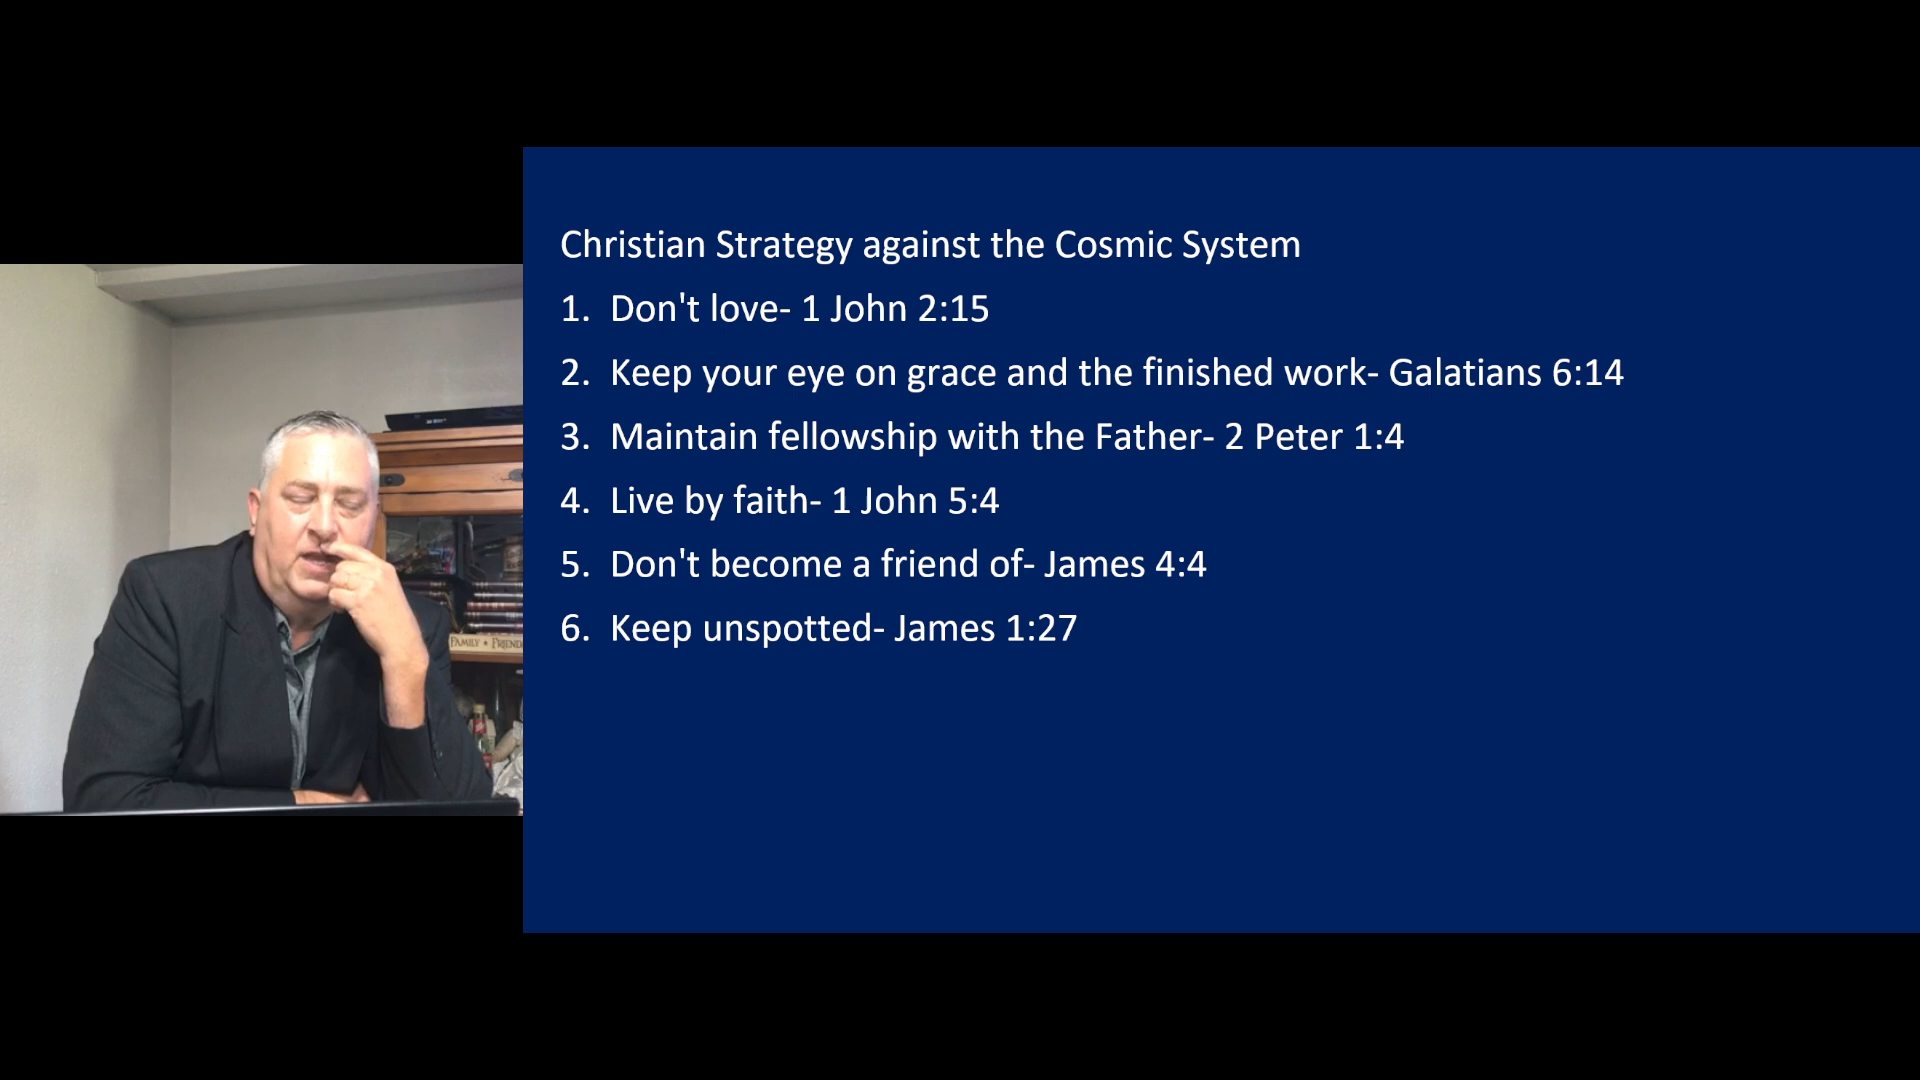 Christian Strategy against the Cosmic System
1. Don't love- 1 John 2:15
2. Keep your eye on grace and the finished work- Galatians 6:14
3. Maintain fellowship with the Father- 2 Peter 1:4
4. Live by faith- 1 John 5:4
5. Don't become a friend of- James 4:4
6. Keep unspotted- James 1:27
FAMILY • FRIEND